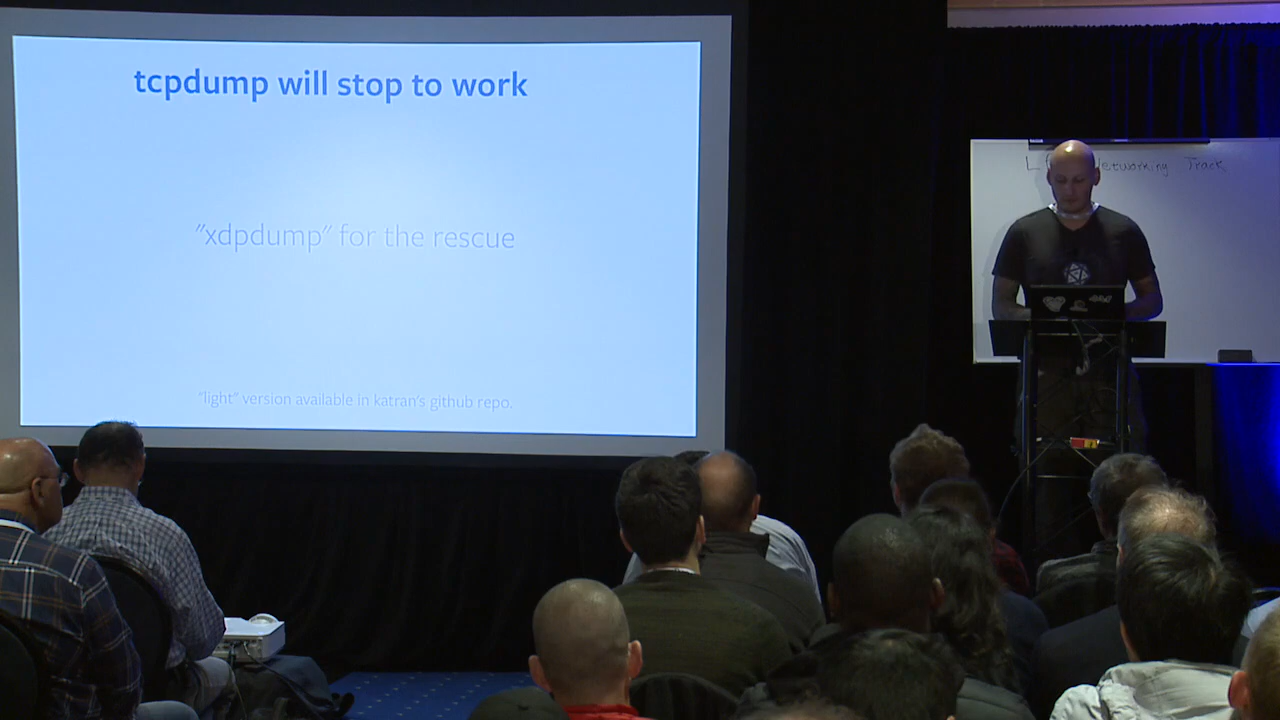 tcpdump will stop to work
"xdpdump" for the rescue
"light" version available in katran's github repo.
Networking Track